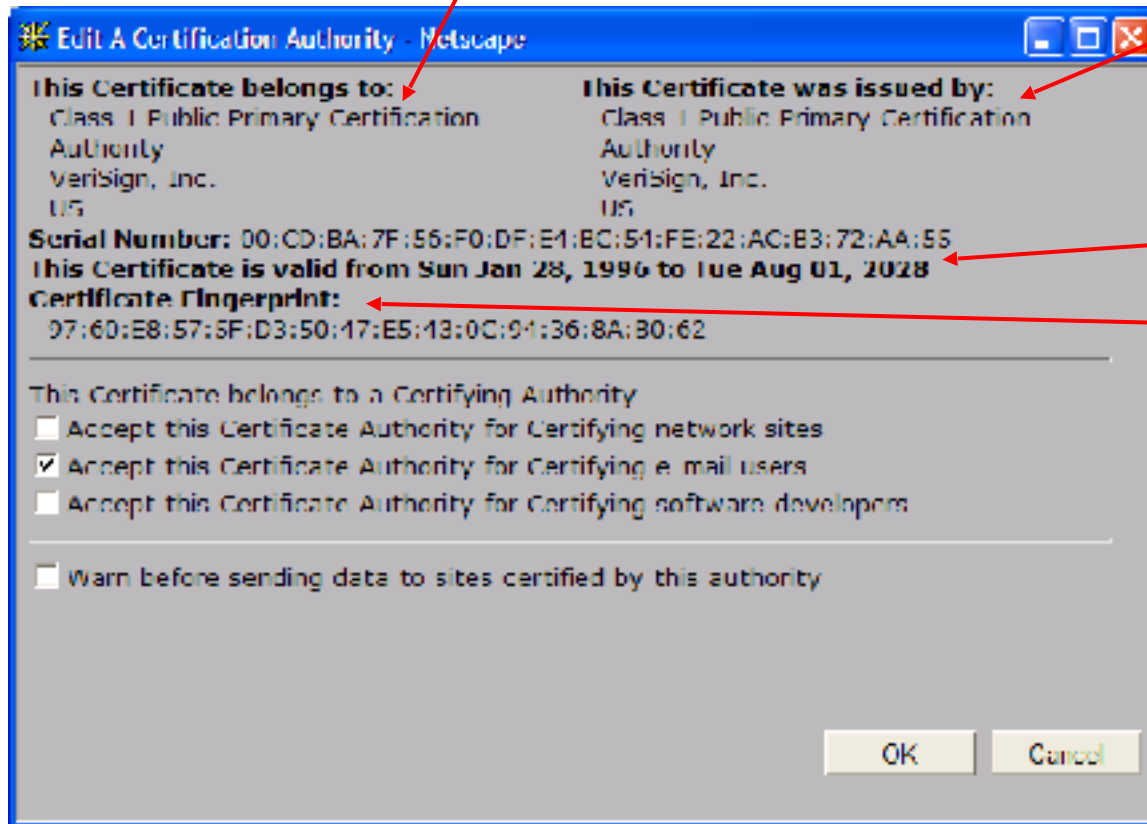 Edit A Certification Authority - Netscape
This Certificate belongs to:
Class 1 Public Primary Certification
Authority
VeriSign, Inc.
US
This Certificate was issued by:
Class 1 Public Primary Certification
Authority
VeriSign, Inc.
US
Serial Number: 00:CD:BA:7F:56:F0:DF:E4:BC:54:FE:22:AC:B3:72:AA:55
This Certificate is valid from Sun Jan 28, 1996 to Tue Aug 01, 2028
Certificate Fingerprint:
97:60:E8:57:5F:D3:50:47:E5:43:0C:94:36:8A:B0:62
This Certificate belongs to a Certifying Authority
Accept this Certificate Authority for Certifying network sites
Accept this Certificate Authority for Certifying e-mail users
Accept this Certificate Authority for Certifying software developers
Warn before sending data to sites certified by this authority
OK
Cancel